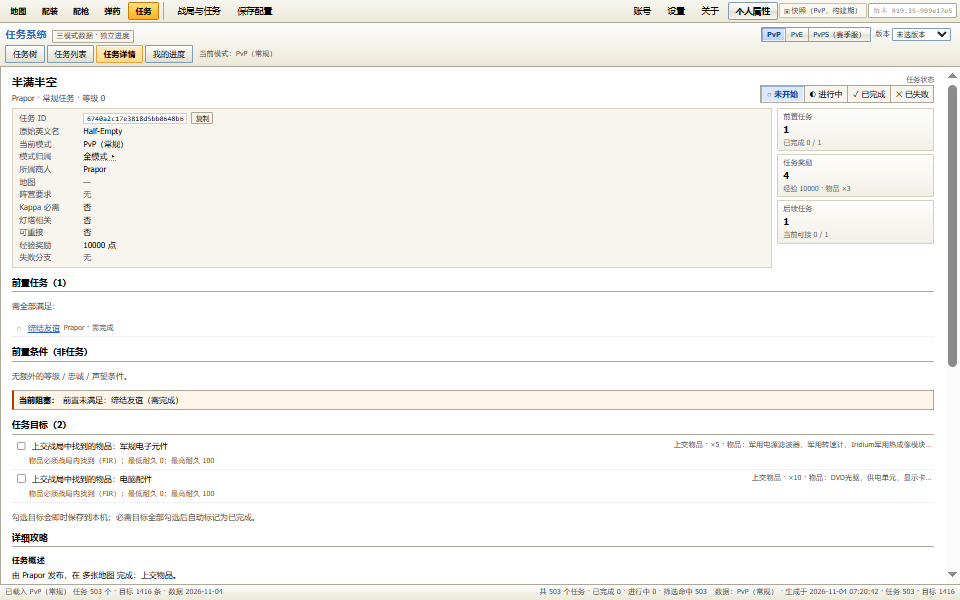 地图 配装 配枪 弹药 任务 战局与任务 保存配置 账号 设置 关于 个人属性 快照（PvP，构建期） 版本 R19.35-999e17e5
任务系统 三模式数据 · 独立进度 PvP PvE PvPS（赛季服） 版本 未选版本
任务树 任务列表 任务详情 我的进度 当前模式：PvP（常规）
半满半空
Prapor · 常规任务 · 等级 0
任务状态
○ 未开始 ◐ 进行中 ✓ 已完成 ✕ 已失败
任务 ID 6740a2c17e3818d5bb8648b6 复制
原始英文名 Half-Empty
当前模式 PvP（常规）
模式归属 全模式 ·
所属商人 Prapor
地图 —
阵营要求 无
Kappa 必需 否
灯塔相关 否
可重接 否
经验奖励 10000 点
失败分支 无
前置任务
1
已完成 0 / 1
任务奖励
4
经验 10000 · 物品 ×3
后续任务
1
当前可接 0 / 1
前置任务（1）
需全部满足：
○ 缔结友谊 Prapor · 需完成
前置条件（非任务）
无额外的等级 / 忠诚 / 声望条件。
当前阻塞： 前置未满足：缔结友谊（需完成）
任务目标（2）
上交战局中找到的物品：军规电子元件 上交物品 · ×5 · 物品：军用电源滤波器、军用转速计、Iridium军用热成像模块…
物品必须战局内找到（FIR）；最低耐久 0；最高耐久 100
上交战局中找到的物品：电脑配件 上交物品 · ×10 · 物品：DVD光驱、供电单元、显示卡…
物品必须战局内找到（FIR）；最低耐久 0；最高耐久 100
勾选目标会即时保存到本机；必需目标全部勾选后自动标记为已完成。
详细攻略
任务概述
由 Prapor 发布，在 多张地图 完成：上交物品。
已载入 PvP（常规） 任务 503 个 · 目标 1416 条 · 数据 2026-11-04 共 503 个任务 · 已完成 0 · 进行中 0 · 筛选命中 503 数据：PvP（常规） · 生成于 2026-11-04 07:20:42 · 任务 503 · 目标 1416